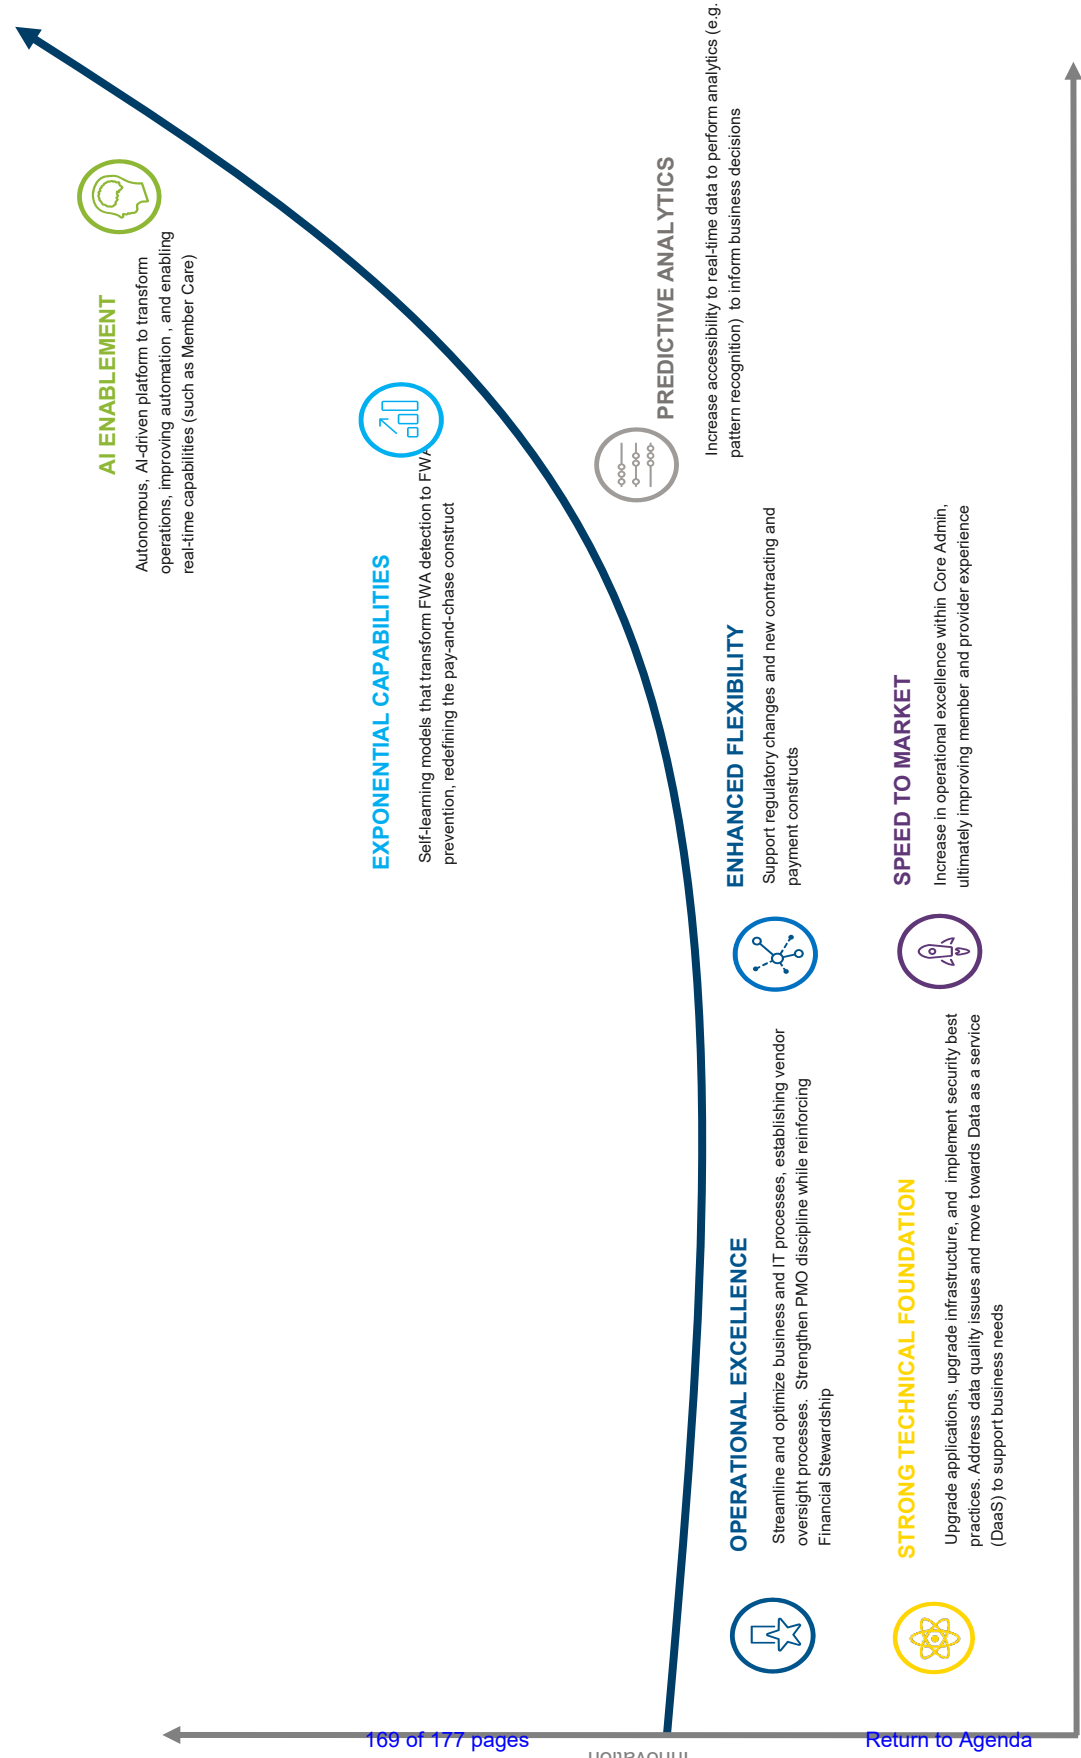 AI ENABLEMENT
Autonomous, AI-driven platform to transform
operations, improving automation , and enabling
real-time capabilities (such as Member Care)
EXPONENTIAL CAPABILITIES
Self-learning models that transform FWA detection to FWA
prevention, redefining the pay-and-chase construct
PREDICTIVE ANALYTICS
Increase accessibility to real-time data to perform analytics (e.g.
pattern recognition) to inform business decisions
OPERATIONAL EXCELLENCE
Streamline and optimize business and IT processes, establishing vendor
oversight processes. Strengthen PMO discipline while reinforcing
Financial Stewardship
ENHANCED FLEXIBILITY
Support regulatory changes and new contracting and
payment constructs
STRONG TECHNICAL FOUNDATION
Upgrade applications, upgrade infrastructure, and implement security best
practices. Address data quality issues and move towards Data as a service
(DaaS) to support business needs
SPEED TO MARKET
Increase in operational excellence within Core Admin,
ultimately improving member and provider experience
Innovation
169 of 177 pages
Return to Agenda